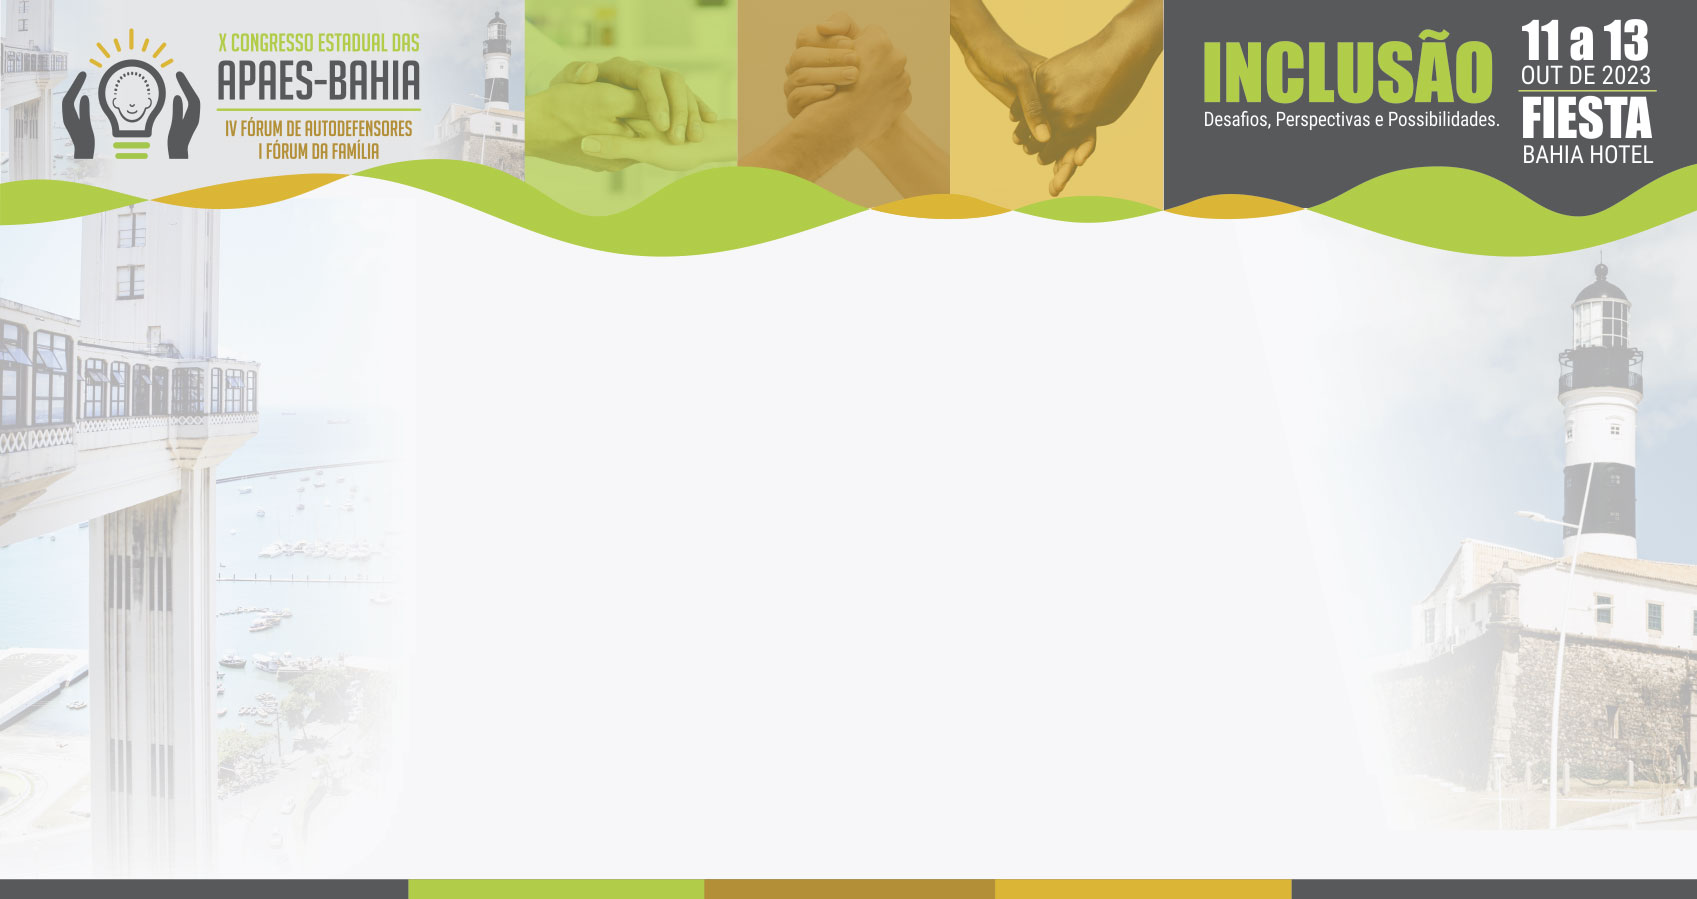 X CONGRESSO ESTADUAL DAS
APAES-BAHIA
IV FÓRUM DE AUTODEFENSORES
I FÓRUM DA FAMÍLIA
INCLUSÃO
Desafios, Perspectivas e Possibilidades.
11 a 13
OUT DE 2023
FIESTA
BAHIA HOTEL